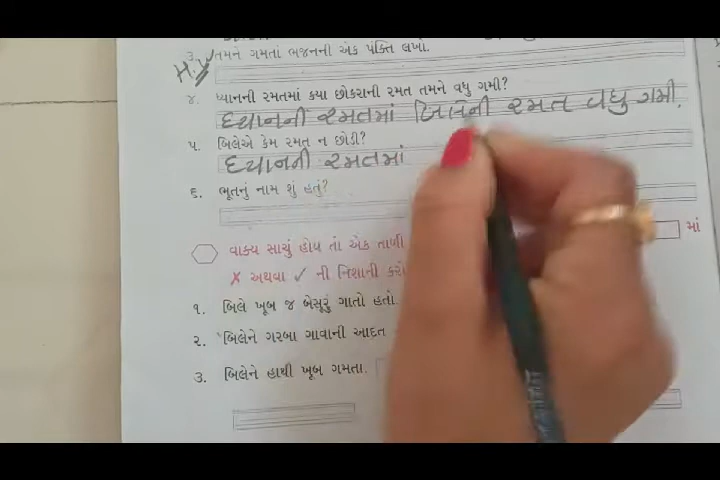 ૩. તમને ગમતાં ભજનની એક પંક્તિ લખો.
H.W
૪. ધ્યાનની રમતમાં કયા છોકરાની રમત તમને વધુ ગમી?
ધ્યાનની રમતમાં બિલેની રમત વધુ ગમી.
૫. બિલેએ કેમ રમત ન છોડી?
ધ્યાનની રમતમાં
૬. ભૂતનું નામ શું હતું?
વાક્ય સાચું હોય તો એક તાળી
માં
✗ અથવા ✓ ની નિશાની કરો
૧. બિલે ખૂબ જ બેસૂરું ગાતો હતો.
૨. બિલેને ગરબા ગાવાની આદત
૩. બિલેને હાથી ખૂબ ગમતા.